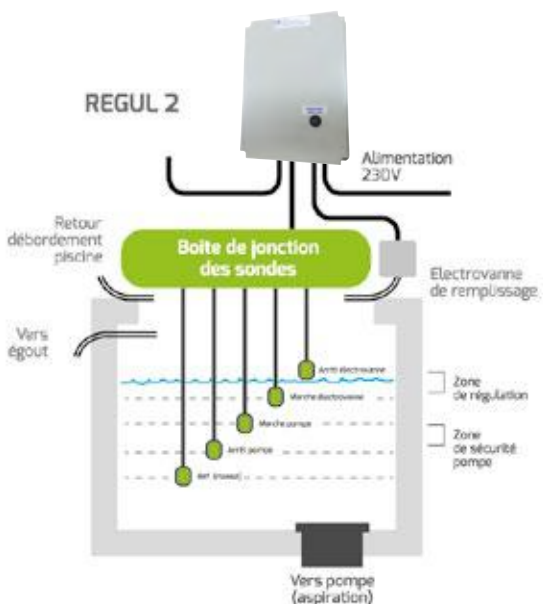 REGUL 2
Alimentation
230V
Retour
débordement
piscine
Boite de jonction
des sondes
Electrovanne
de remplissage
Vers
égout
Arrêt électrovanne
Marche électrovanne
Marche pompe
Arrêt pompe
Zone
de régulation
Zone
de sécurité
pompe
Vers pompe
(aspiration)